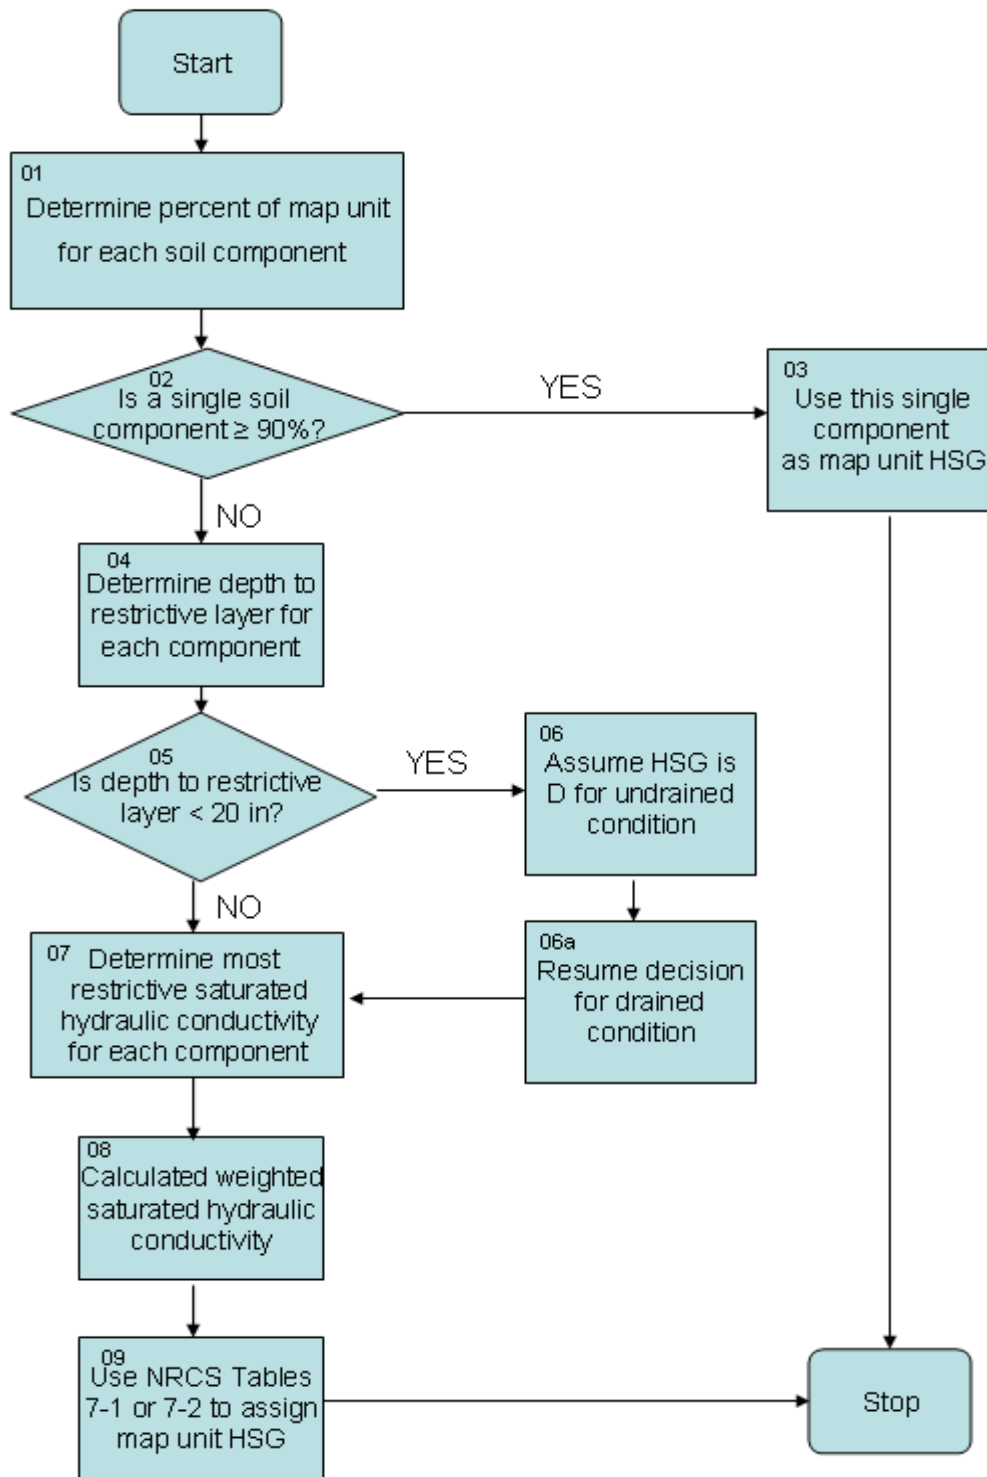 Start
01
Determine percent of map unit
for each soil component
02
Is a single soil
component ≥ 90%?
YES
03
Use this single
component
as map unit HSG
NO
04
Determine depth to
restrictive layer for
each component
05
Is depth to restrictive
layer < 20 in?
YES
06
Assume HSG is
D for undrained
condition
NO
06a
Resume decision
for drained
condition
07
Determine most
restrictive saturated
hydraulic conductivity
for each component
08
Calculated weighted
saturated hydraulic
conductivity
09
Use NRCS Tables
7-1 or 7-2 to assign
map unit HSG
Stop